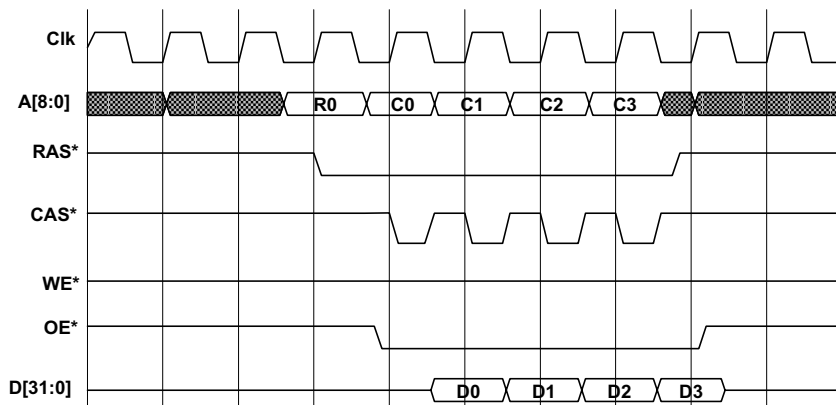 Clk
A[8:0] R0 C0 C1 C2 C3
RAS*
CAS*
WE*
OE*
D[31:0] D0 D1 D2 D3